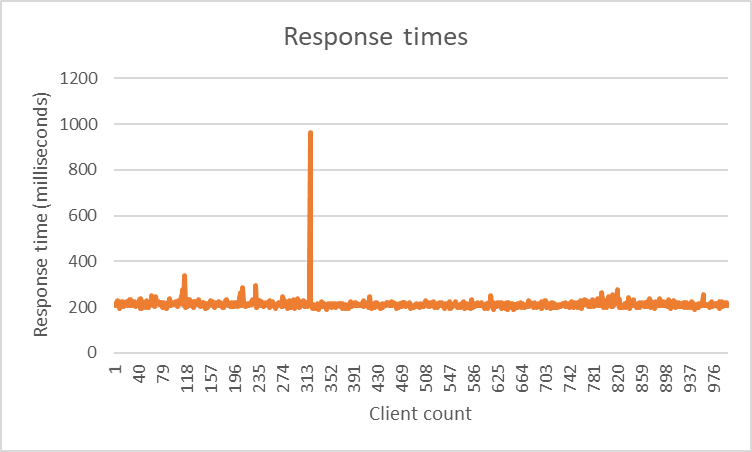 Response times
Response time (milliseconds)
1200
1000
800
600
400
200
0
1 40 79 118 157 196 235 274 313 352 391 430 469 508 547 586 625 664 703 742 781 820 859 898 937 976
Client count